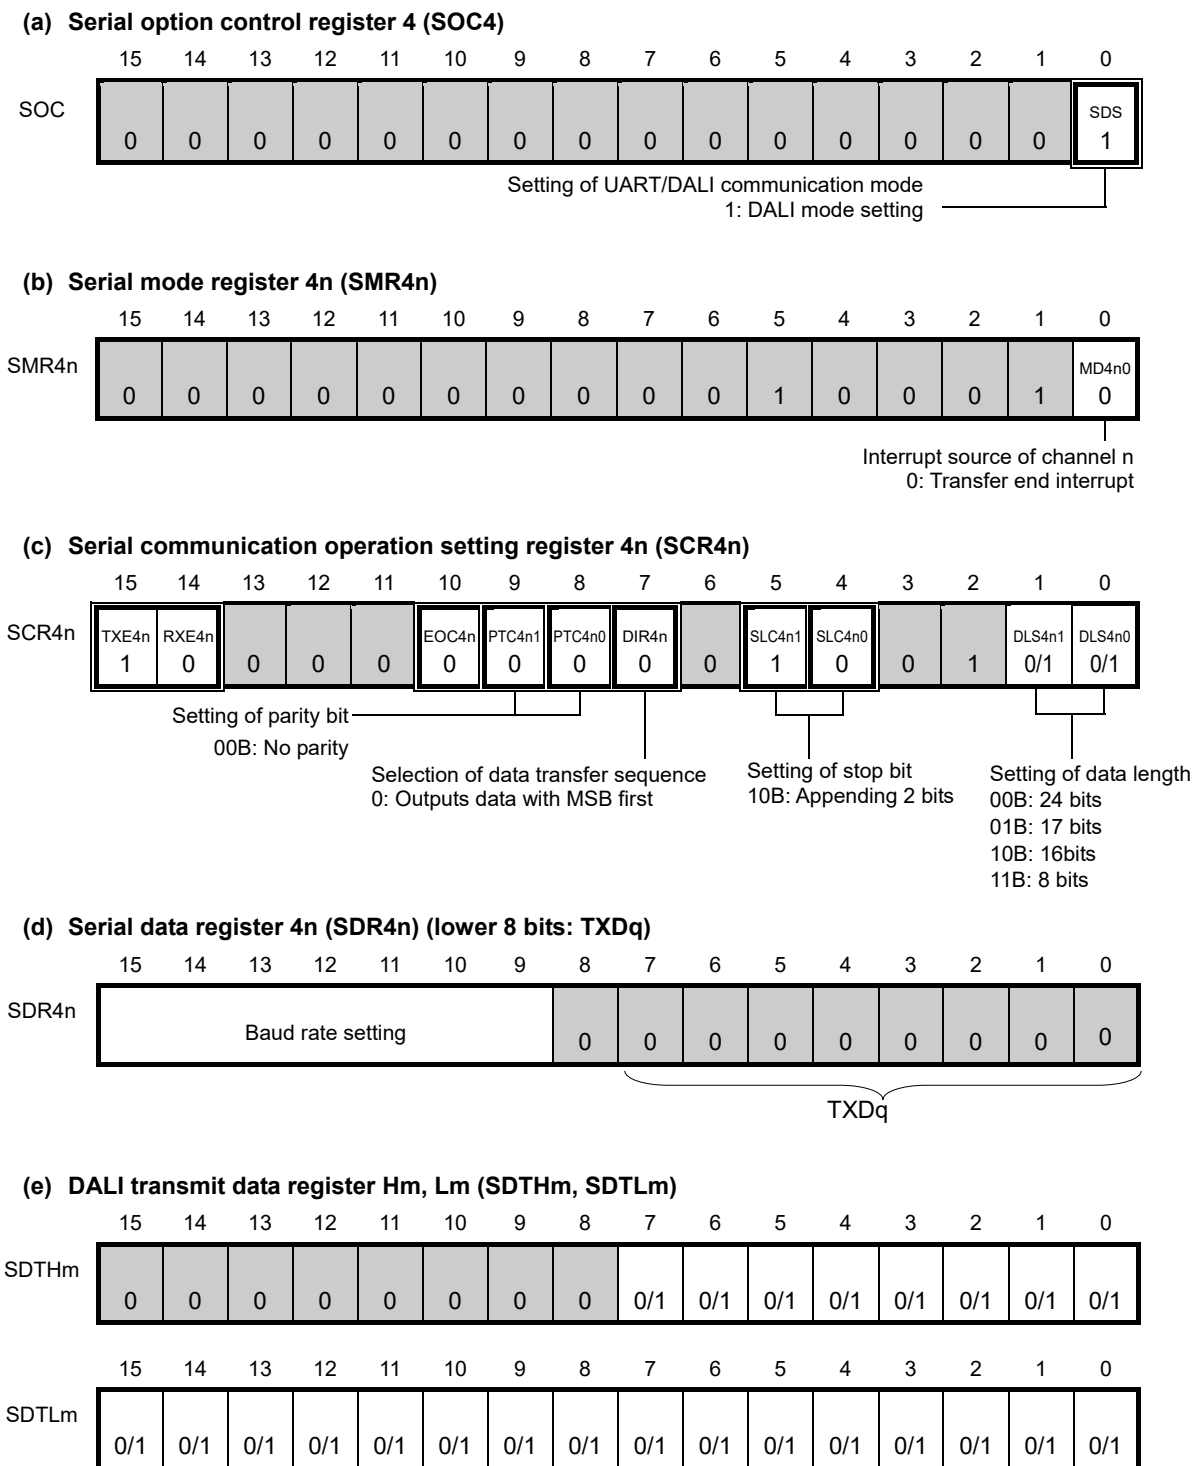 (a) Serial option control register 4 (SOC4)
15 14 13 12 11 10 9 8 7 6 5 4 3 2 1 0
SOC
SDS
0 0 0 0 0 0 0 0 0 0 0 0 0 0 0 1
Setting of UART/DALI communication mode
1: DALI mode setting
(b) Serial mode register 4n (SMR4n)
15 14 13 12 11 10 9 8 7 6 5 4 3 2 1 0
SMR4n
MD4n0
0 0 0 0 0 0 0 0 0 0 1 0 0 0 1 0
Interrupt source of channel n
0: Transfer end interrupt
(c) Serial communication operation setting register 4n (SCR4n)
15 14 13 12 11 10 9 8 7 6 5 4 3 2 1 0
SCR4n
TXE4n RXE4n EOC4n PTC4n1 PTC4n0 DIR4n SLC4n1 SLC4n0 DLS4n1 DLS4n0
1 0 0 0 0 0 0 0 0 0 1 0 0 1 0/1 0/1
Setting of parity bit
00B: No parity
Selection of data transfer sequence
0: Outputs data with MSB first
Setting of stop bit
10B: Appending 2 bits
Setting of data length
00B: 24 bits
01B: 17 bits
10B: 16bits
11B: 8 bits
(d) Serial data register 4n (SDR4n) (lower 8 bits: TXDq)
15 14 13 12 11 10 9 8 7 6 5 4 3 2 1 0
SDR4n
Baud rate setting
0 0 0 0 0 0 0 0 0
TXDq
(e) DALI transmit data register Hm, Lm (SDTHm, SDTLm)
15 14 13 12 11 10 9 8 7 6 5 4 3 2 1 0
SDTHm
0 0 0 0 0 0 0 0 0/1 0/1 0/1 0/1 0/1 0/1 0/1 0/1
15 14 13 12 11 10 9 8 7 6 5 4 3 2 1 0
SDTLm
0/1 0/1 0/1 0/1 0/1 0/1 0/1 0/1 0/1 0/1 0/1 0/1 0/1 0/1 0/1 0/1